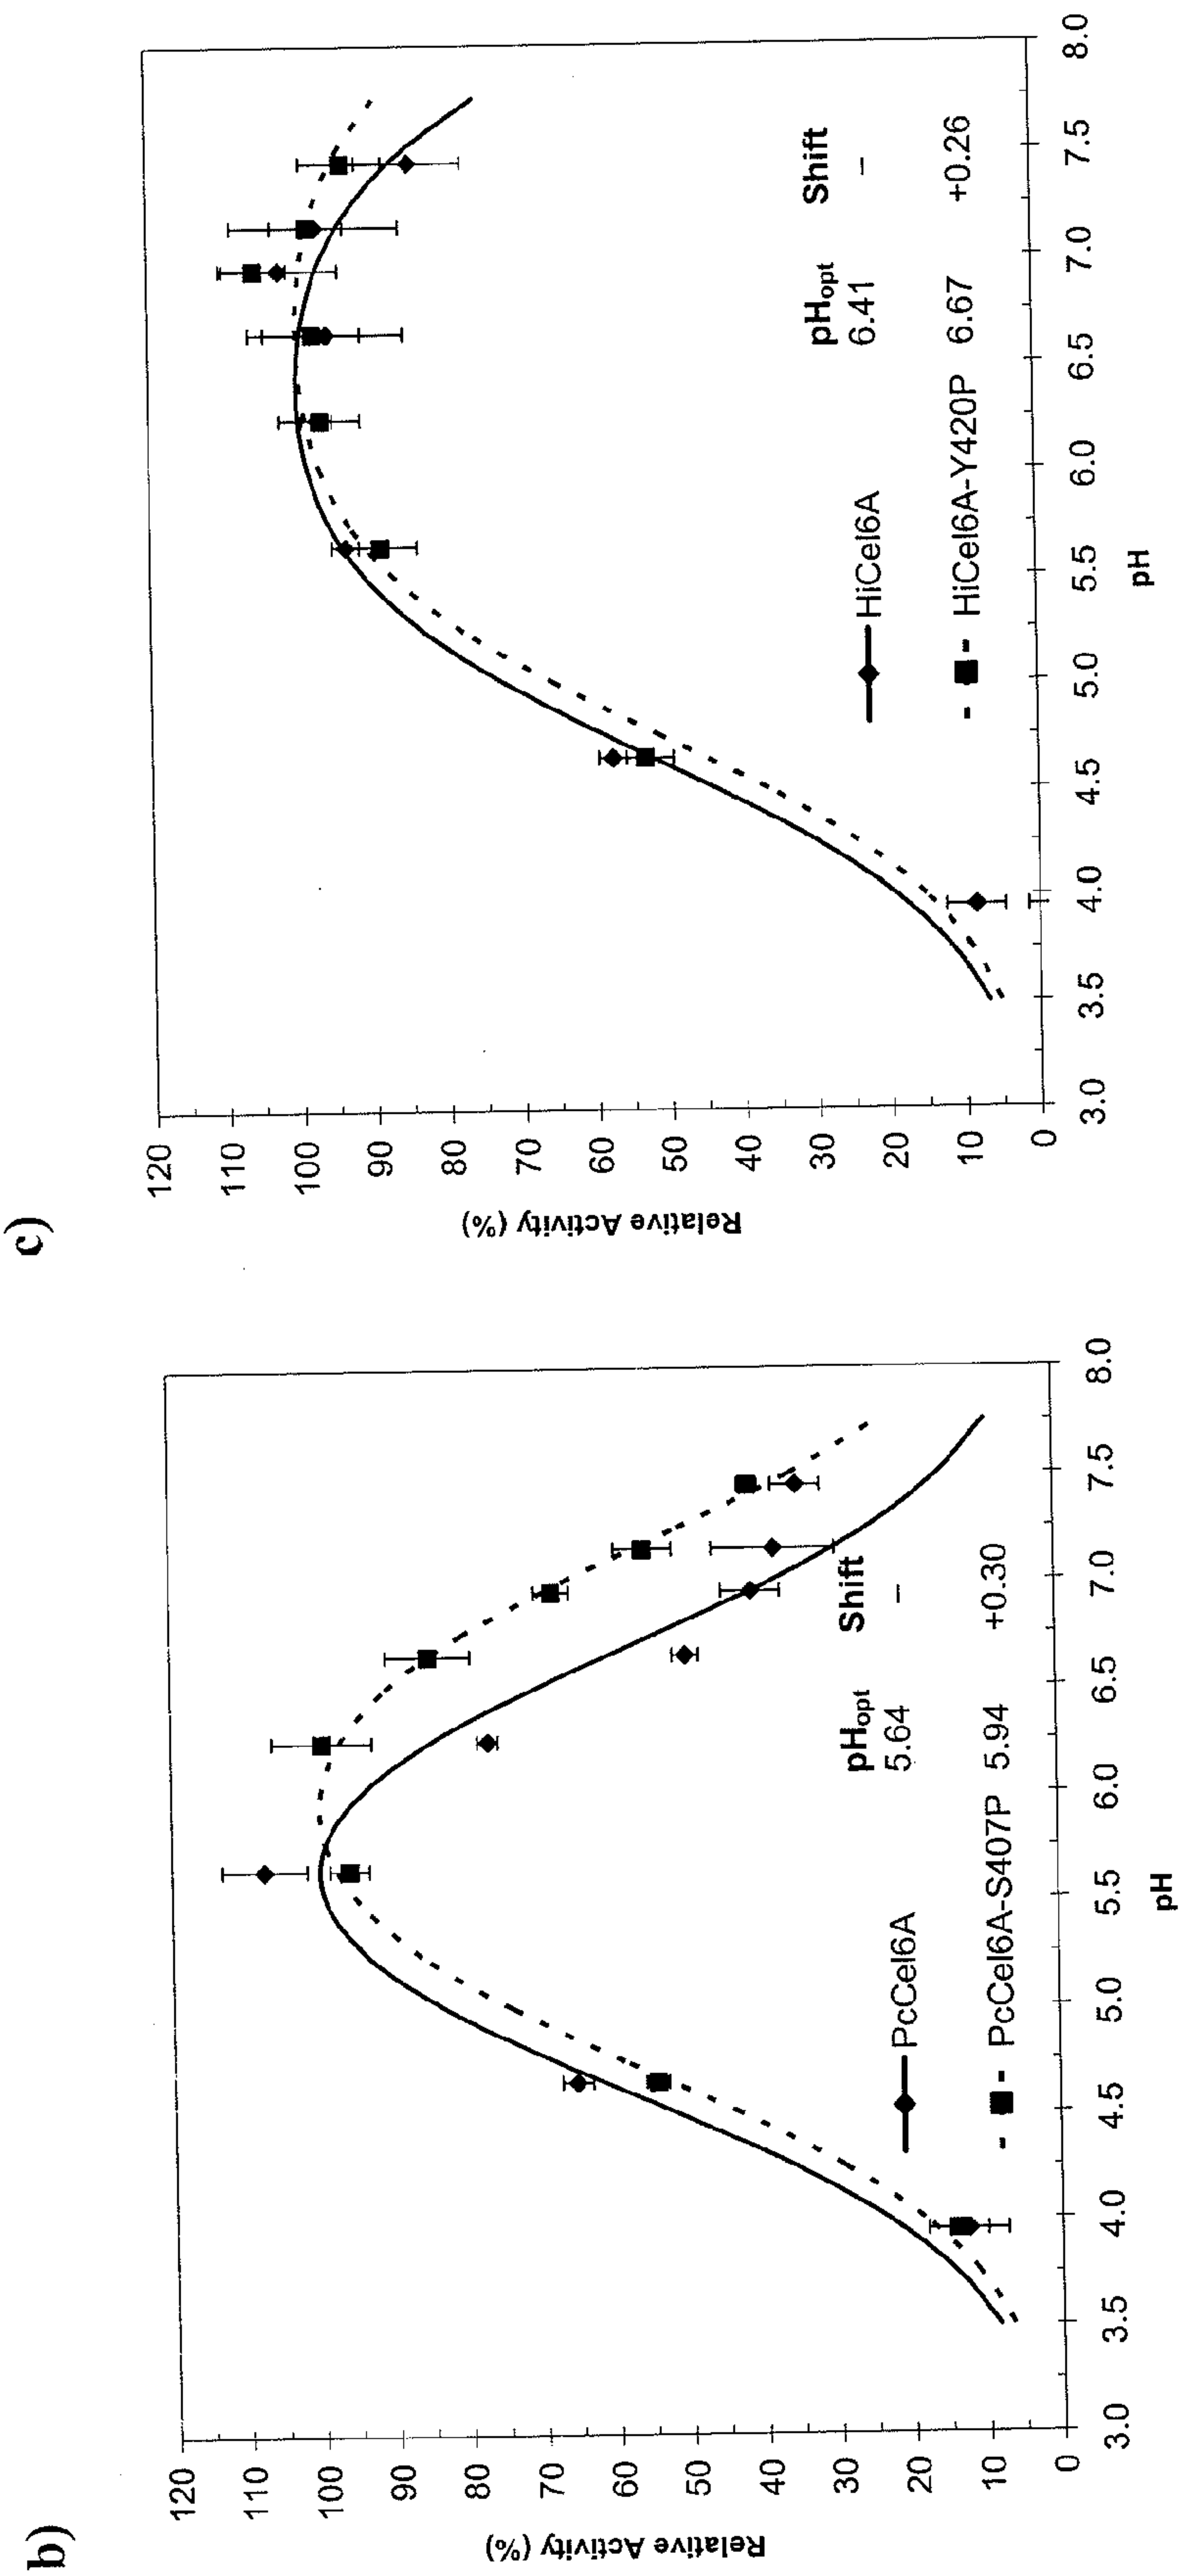 b)
Relative Activity (%)
120
110
100
90
80
70
60
50
40
30
20
10
0
3.0 3.5 4.0 4.5 5.0 5.5 6.0 6.5 7.0 7.5 8.0
pH
pHopt Shift
PcCel6A 5.64 –
PcCel6A-S407P 5.94 +0.30
c)
Relative Activity (%)
120
110
100
90
80
70
60
50
40
30
20
10
0
3.0 3.5 4.0 4.5 5.0 5.5 6.0 6.5 7.0 7.5 8.0
pH
pHopt Shift
HiCel6A 6.41 –
HiCel6A-Y420P 6.67 +0.26